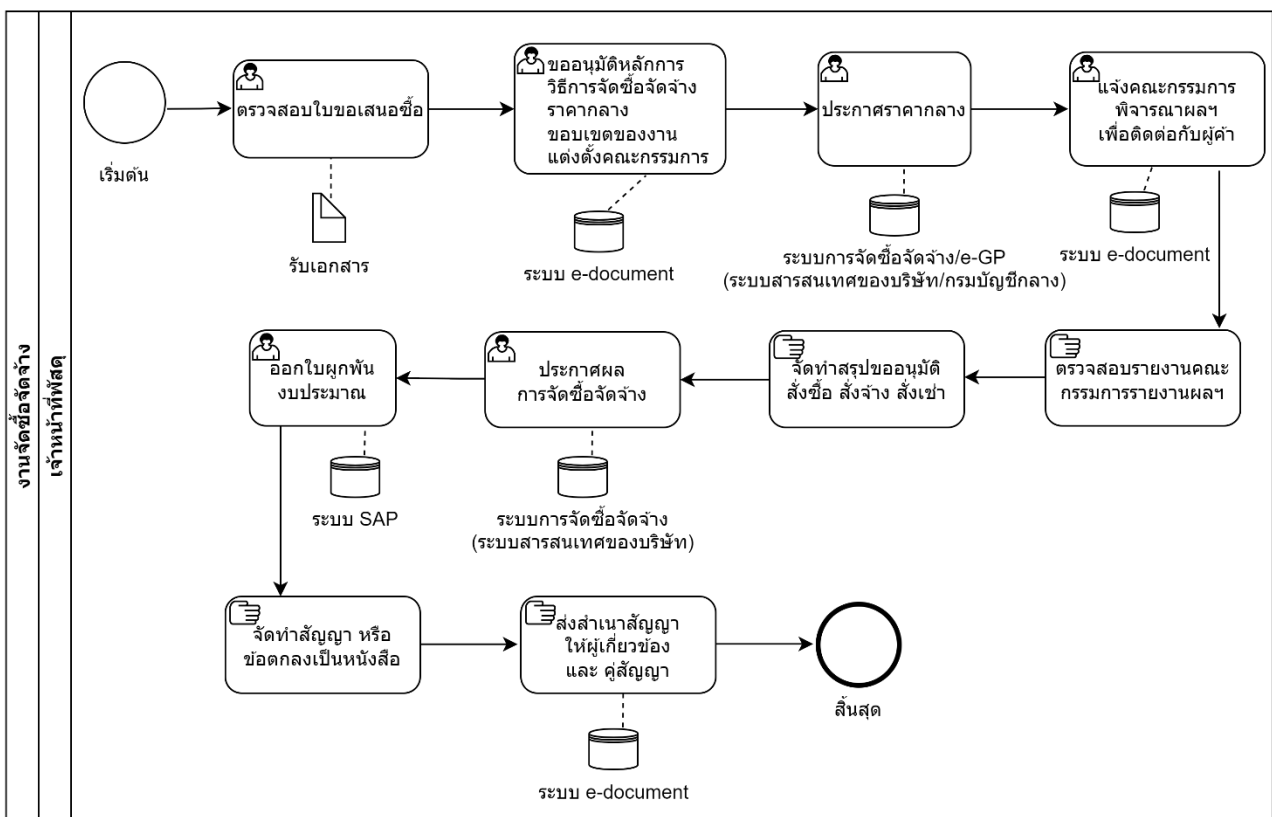 งานจัดซื้อจัดจ้าง
เจ้าหน้าที่พัสดุ
เริ่มต้น
ตรวจสอบใบขอเสนอซื้อ
รับเอกสาร
ขออนุมัติหลักการ
วิธีการจัดซื้อจัดจ้าง
ราคากลาง
ขอบเขตของงาน
แต่งตั้งคณะกรรมการ
ระบบ e-document
ประกาศราคากลาง
ระบบการจัดซื้อจัดจ้าง/e-GP
(ระบบสารสนเทศของบริษัท/กรมบัญชีกลาง)
แจ้งคณะกรรมการ
พิจารณาผลฯ
เพื่อติดต่อกับผู้ค้า
ระบบ e-document
ตรวจสอบรายงานคณะ
กรรมการรายงานผลฯ
จัดทำสรุปขออนุมัติ
สั่งซื้อ สั่งจ้าง สั่งเช่า
ประกาศผล
การจัดซื้อจัดจ้าง
ระบบการจัดซื้อจัดจ้าง
(ระบบสารสนเทศของบริษัท)
ออกใบผูกพัน
งบประมาณ
ระบบ SAP
จัดทำสัญญา หรือ
ข้อตกลงเป็นหนังสือ
ส่งสำเนาสัญญา
ให้ผู้เกี่ยวข้อง
และ คู่สัญญา
ระบบ e-document
สิ้นสุด